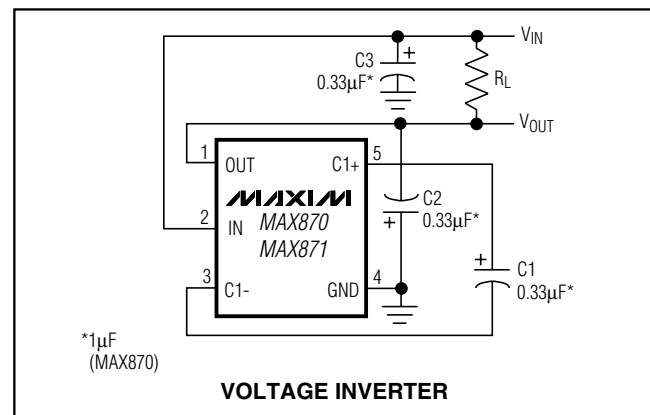 V_IN
C3
+
0.33µF*
R_L
V_OUT
1
OUT
C1+
5
MAXIM
C2
0.33µF*
+
2
IN
MAX870
MAX871
3
C1-
GND
4
+
C1
0.33µF*
*1µF
(MAX870)
VOLTAGE INVERTER